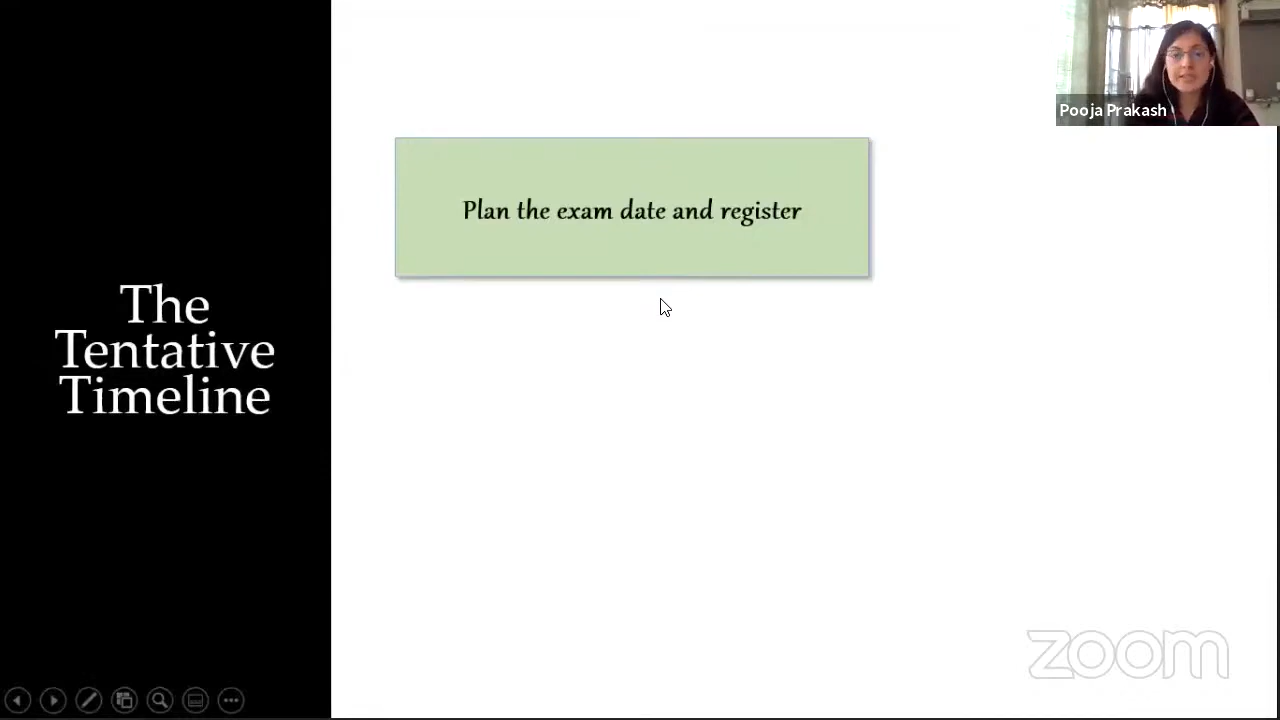 Pooja Prakash
Plan the exam date and register
The
Tentative
Timeline
zoom